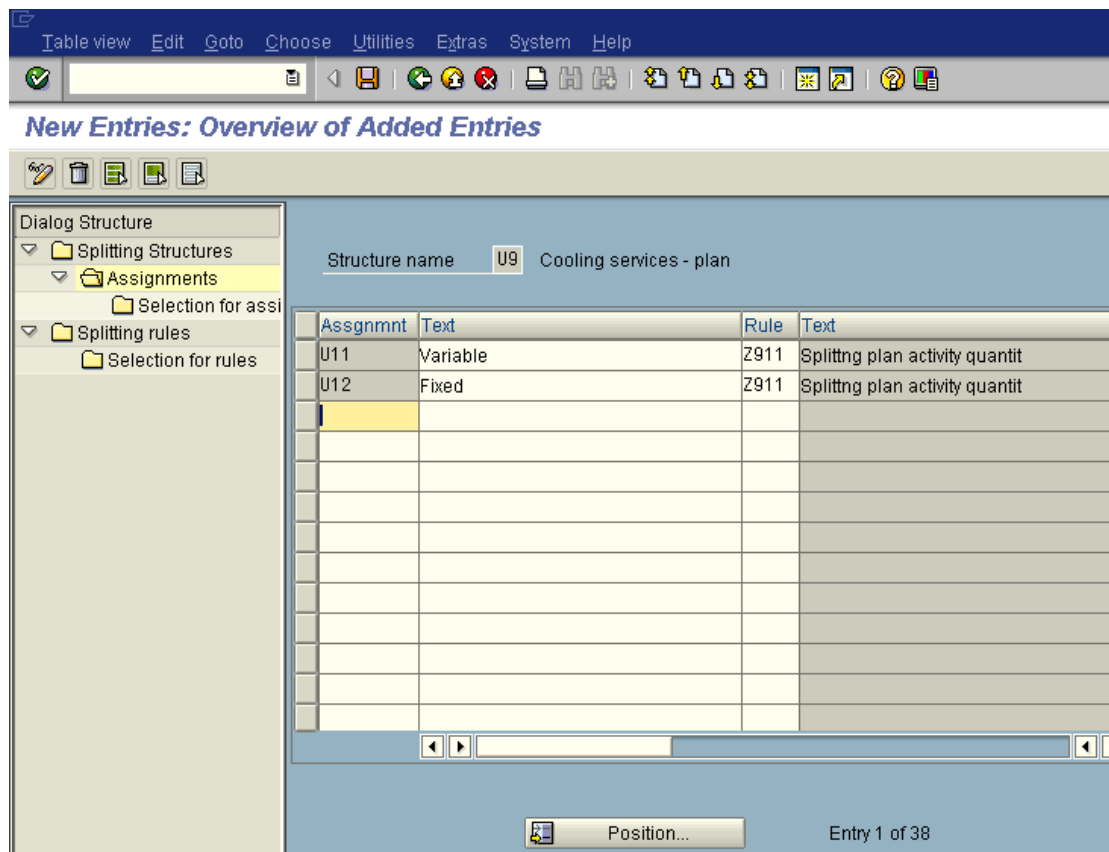 Table view Edit Goto Choose Utilities Extras System Help
New Entries: Overview of Added Entries
Dialog Structure
Splitting Structures
Assignments
Selection for assi
Splitting rules
Selection for rules
Structure name U9 Cooling services - plan
Assgnmnt Text Rule Text
U11 Variable Z911 Splittng plan activity quantit
U12 Fixed Z911 Splittng plan activity quantit
Position... Entry 1 of 38